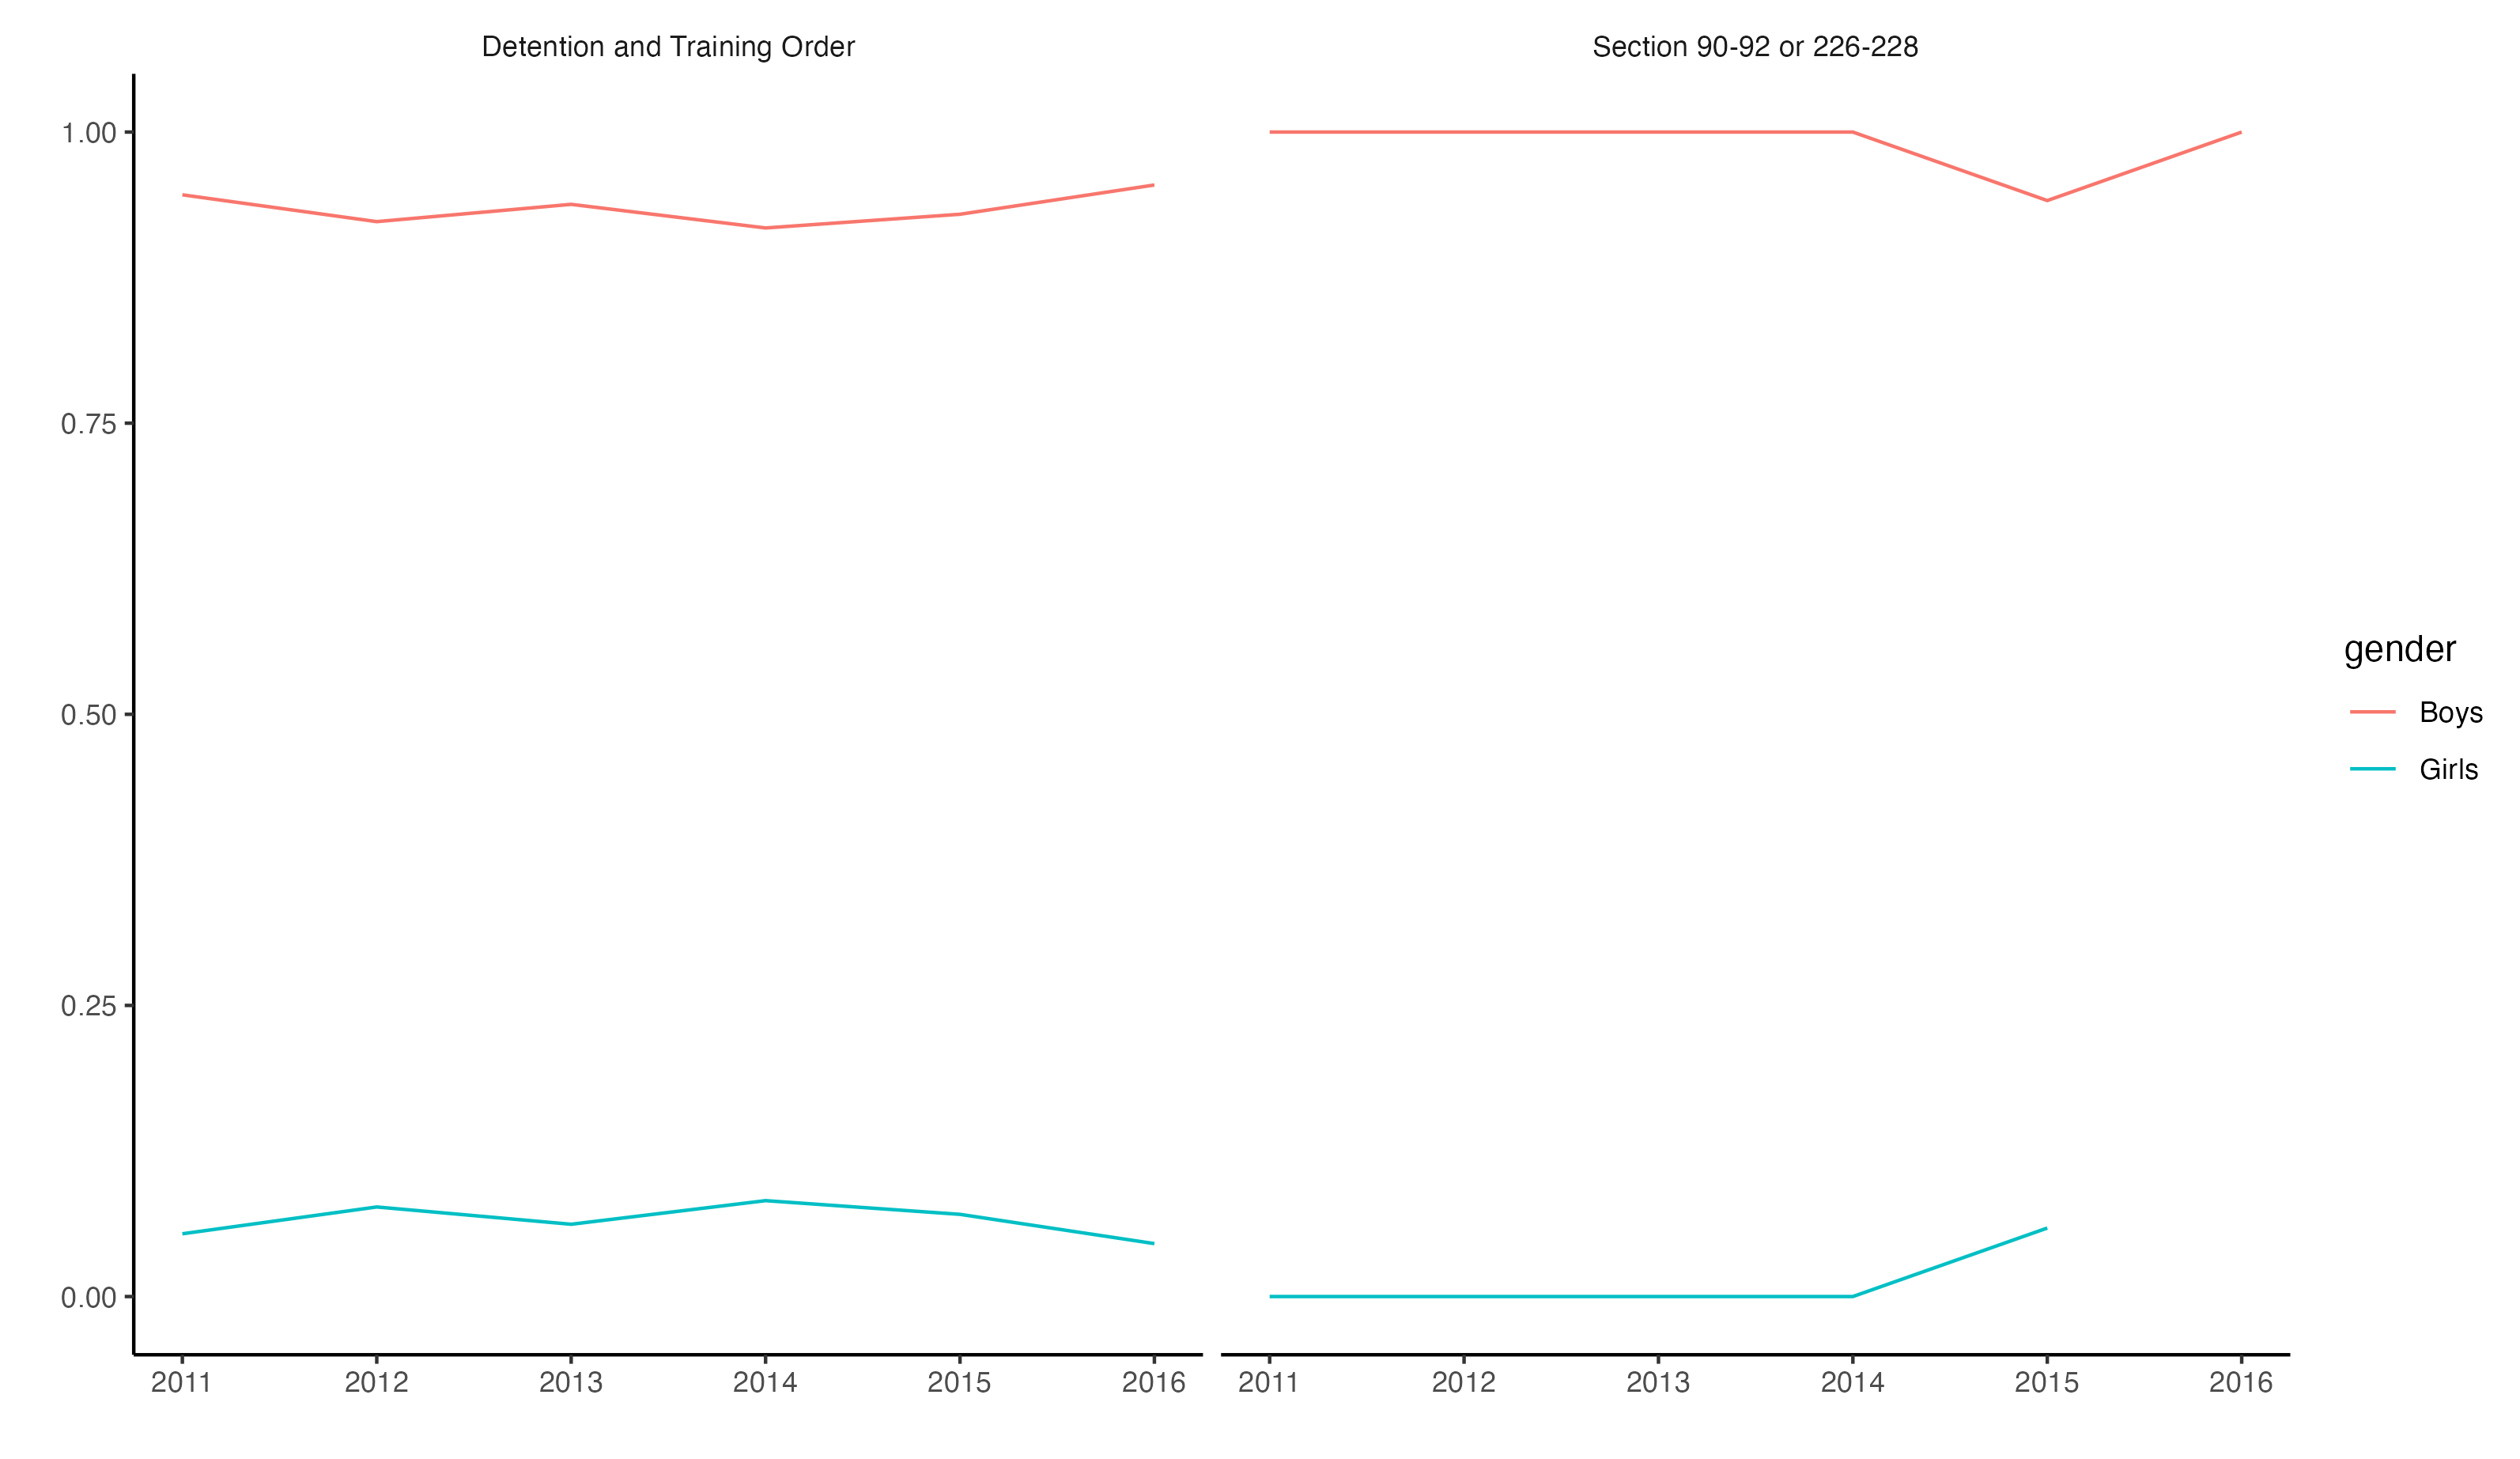 Detention and Training Order
Section 90-92 or 226-228
1.00
0.75
0.50
0.25
0.00
2011 2012 2013 2014 2015 2016
2011 2012 2013 2014 2015 2016
gender
Boys
Girls